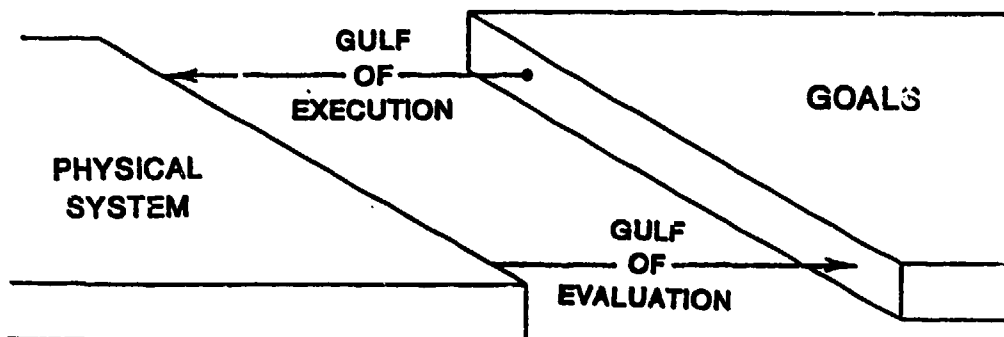 GULF
OF
EXECUTION
GOALS
PHYSICAL
SYSTEM
GULF
OF
EVALUATION